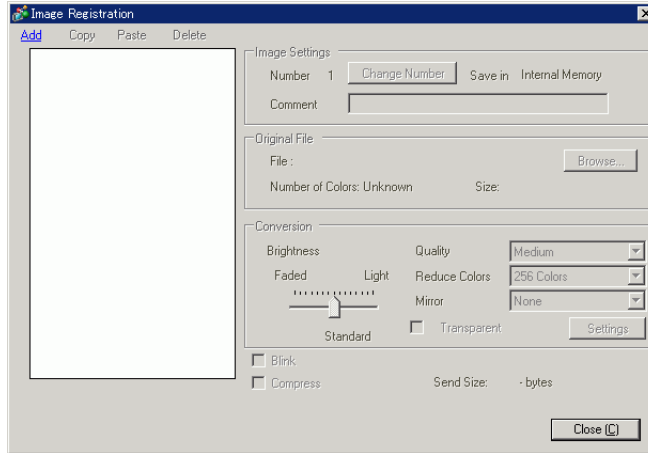 Image Registration
Add Copy Paste Delete
Image Settings
Number 1 Change Number Save in Internal Memory
Comment
Original File
File : Browse...
Number of Colors: Unknown Size:
Conversion
Brightness Quality Medium
Faded Light Reduce Colors 256 Colors
Mirror None
Standard Transparent Settings
Blink
Compress Send Size: - bytes
Close (C)